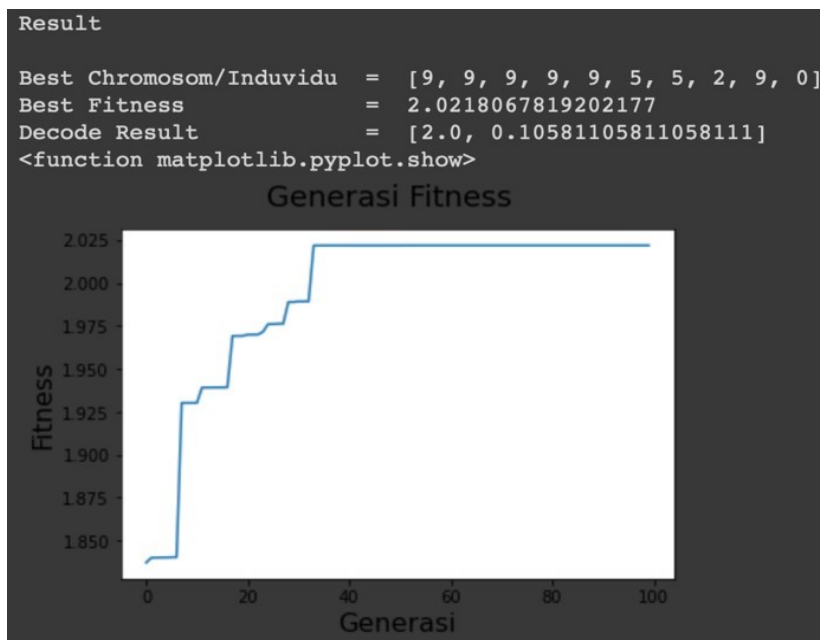 Result
Best Chromosom/Induvidu = [9, 9, 9, 9, 9, 5, 5, 2, 9, 0]
Best Fitness = 2.0218067819202177
Decode Result = [2.0, 0.10581105811058111]
<function matplotlib.pyplot.show>
Generasi Fitness
2.025
2.000
1.975
1.950
1.925
1.900
1.875
1.850
Fitness
0 20 40 60 80 100
Generasi